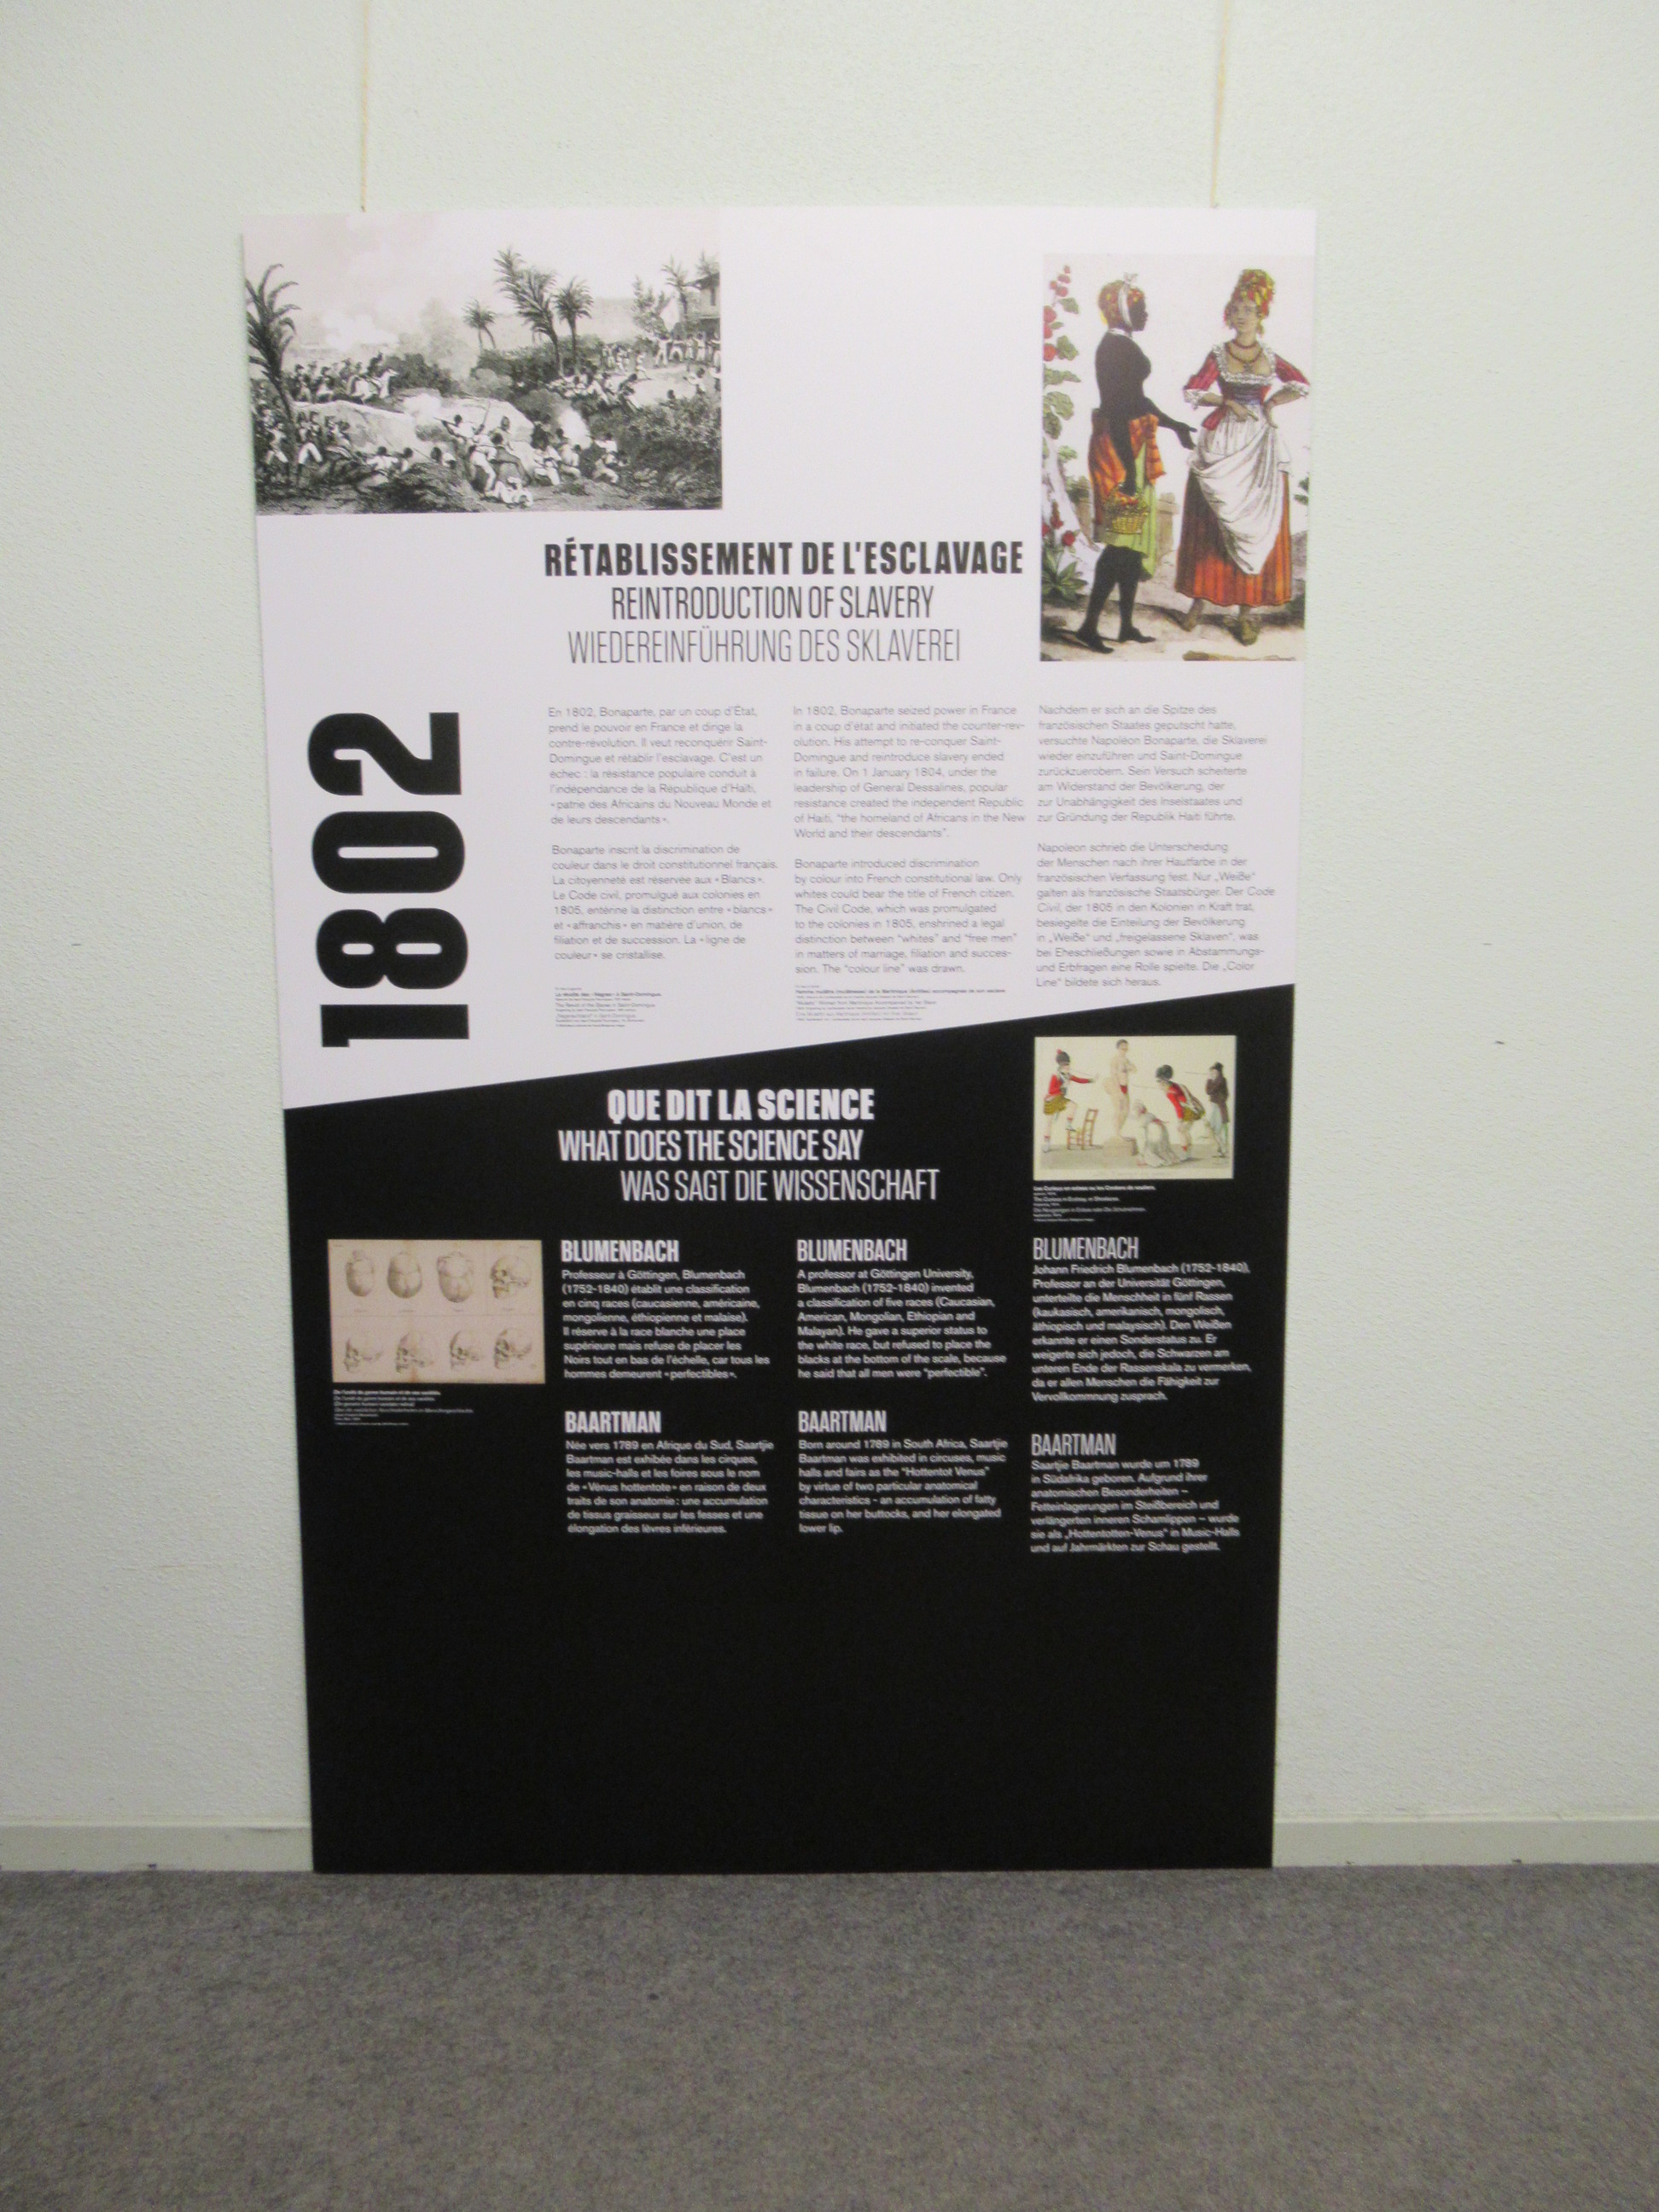 RÉTABLISSEMENT DE L'ESCLAVAGE
REINTRODUCTION OF SLAVERY
WIEDEREINFÜHRUNG DES SKLAVEREI
1802
En 1802, Bonaparte, par un coup d'État,
prend le pouvoir en France et dirige la
contre-révolution. Il veut reconquérir Saint-
Domingue et rétablir l'esclavage. C'est un
échec : la résistance populaire conduit à
l'indépendance de la République d'Haïti,
« patrie des Africains du Nouveau Monde et
de leurs descendants ».
Bonaparte inscrit la discrimination de
couleur dans le droit constitutionnel français.
La citoyenneté est réservée aux « Blancs ».
Le Code civil, promulgué aux colonies en
1805, entérine la distinction entre « blancs »
et « affranchis » en matière d'union, de
filiation et de succession. La « ligne de
couleur » se cristallise.
In 1802, Bonaparte seized power in France
in a coup d'état and initiated the counter-rev-
olution. His attempt to re-conquer Saint-
Domingue and reintroduce slavery ended
in failure. On 1 January 1804, under the
leadership of General Dessalines, popular
resistance created the independent Republic
of Haiti, "the homeland of Africans in the New
World and their descendants".
Bonaparte introduced discrimination
by colour into French constitutional law. Only
whites could bear the title of French citizen.
The Civil Code, which was promulgated
to the colonies in 1805, enshrined a legal
distinction between "whites" and "free men"
in matters of marriage, filiation and succes-
sion. The "colour line" was drawn.
Nachdem er sich an die Spitze des
französischen Staates geputscht hatte,
versuchte Napoléon Bonaparte, die Sklaverei
wieder einzuführen und Saint-Domingue
zurückzuerobern. Sein Versuch scheiterte
am Widerstand der Bevölkerung, der
zur Unabhängigkeit des Inselstaates und
zur Gründung der Republik Haiti führte.
Napoleon schrieb die Unterscheidung
der Menschen nach ihrer Hautfarbe in der
französischen Verfassung fest. Nur „Weiße"
galten als französische Staatsbürger. Der Code
Civil, der 1805 in den Kolonien in Kraft trat,
besiegelte die Einteilung der Bevölkerung
in „Weiße" und „freigelassene Sklaven", was
bei Eheschließungen sowie in Abstammungs-
und Erbfragen eine Rolle spielte. Die „Color
Line" bildete sich heraus.
QUE DIT LA SCIENCE
WHAT DOES THE SCIENCE SAY
WAS SAGT DIE WISSENSCHAFT
BLUMENBACH
Professeur à Göttingen, Blumenbach
(1752-1840) établit une classification
en cinq races (caucasienne, américaine,
mongolienne, éthiopienne et malaise).
Il réserve à la race blanche une place
supérieure mais refuse de placer les
Noirs tout en bas de l'échelle, car tous les
hommes demeurent « perfectibles ».
BAARTMAN
Née vers 1789 en Afrique du Sud, Saartjie
Baartman est exhibée dans les cirques,
les music-halls et les foires sous le nom
de « Vénus hottentote » en raison de deux
traits de son anatomie : une accumulation
de tissus graisseux sur les fesses et une
élongation des lèvres inférieures.
BLUMENBACH
A professor at Göttingen University,
Blumenbach (1752-1840) invented
a classification of five races (Caucasian,
American, Mongolian, Ethiopian and
Malayan). He gave a superior status to
the white race, but refused to place the
blacks at the bottom of the scale, because
he said that all men were "perfectible".
BAARTMAN
Born around 1789 in South Africa, Saartjie
Baartman was exhibited in circuses, music
halls and fairs as the "Hottentot Venus"
by virtue of two particular anatomical
characteristics - an accumulation of fatty
tissue on her buttocks, and her elongated
lower lip.
BLUMENBACH
Johann Friedrich Blumenbach (1752-1840),
Professor an der Universität Göttingen,
unterteilte die Menschheit in fünf Rassen
(kaukasisch, amerikanisch, mongolisch,
äthiopisch und malaysisch). Den Weißen
erkannte er einen Sonderstatus zu. Er
weigerte sich jedoch, die Schwarzen am
unteren Ende der Rassenskala zu vermerken,
da er allen Menschen die Fähigkeit zur
Vervollkommnung zusprach.
BAARTMAN
Saartjie Baartman wurde um 1789
in Südafrika geboren. Aufgrund ihrer
anatomischen Besonderheiten –
Fetteinlagerungen im Steißbereich und
verlängerten inneren Schamlippen – wurde
sie als „Hottentotten-Venus" in Music-Halls
und auf Jahrmärkten zur Schau gestellt.